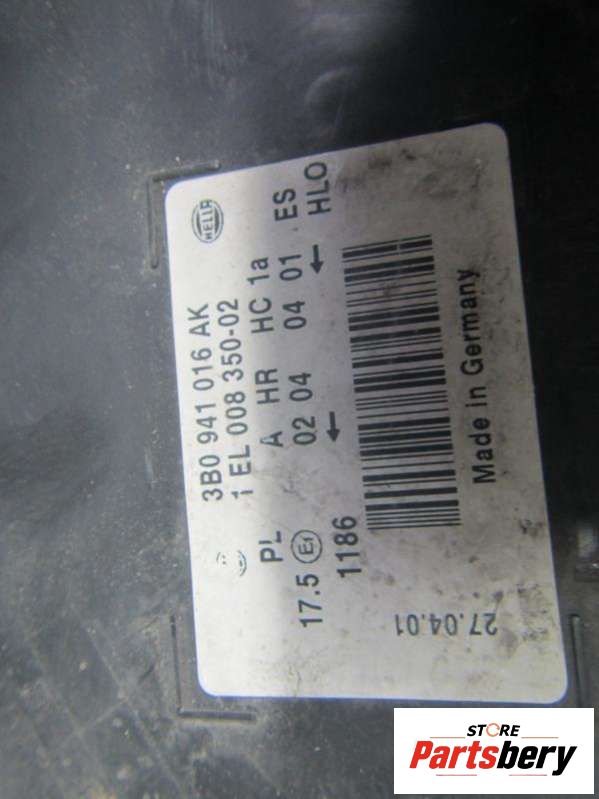 HELLA
3B0 941 016 AK
1 EL 008 350-02
PL A HR HC 1a
17.5 E1 02 04 04 01 .ES
1186 ← ← HLO
Made in Germany
27.04.01
STORE
Partsbery